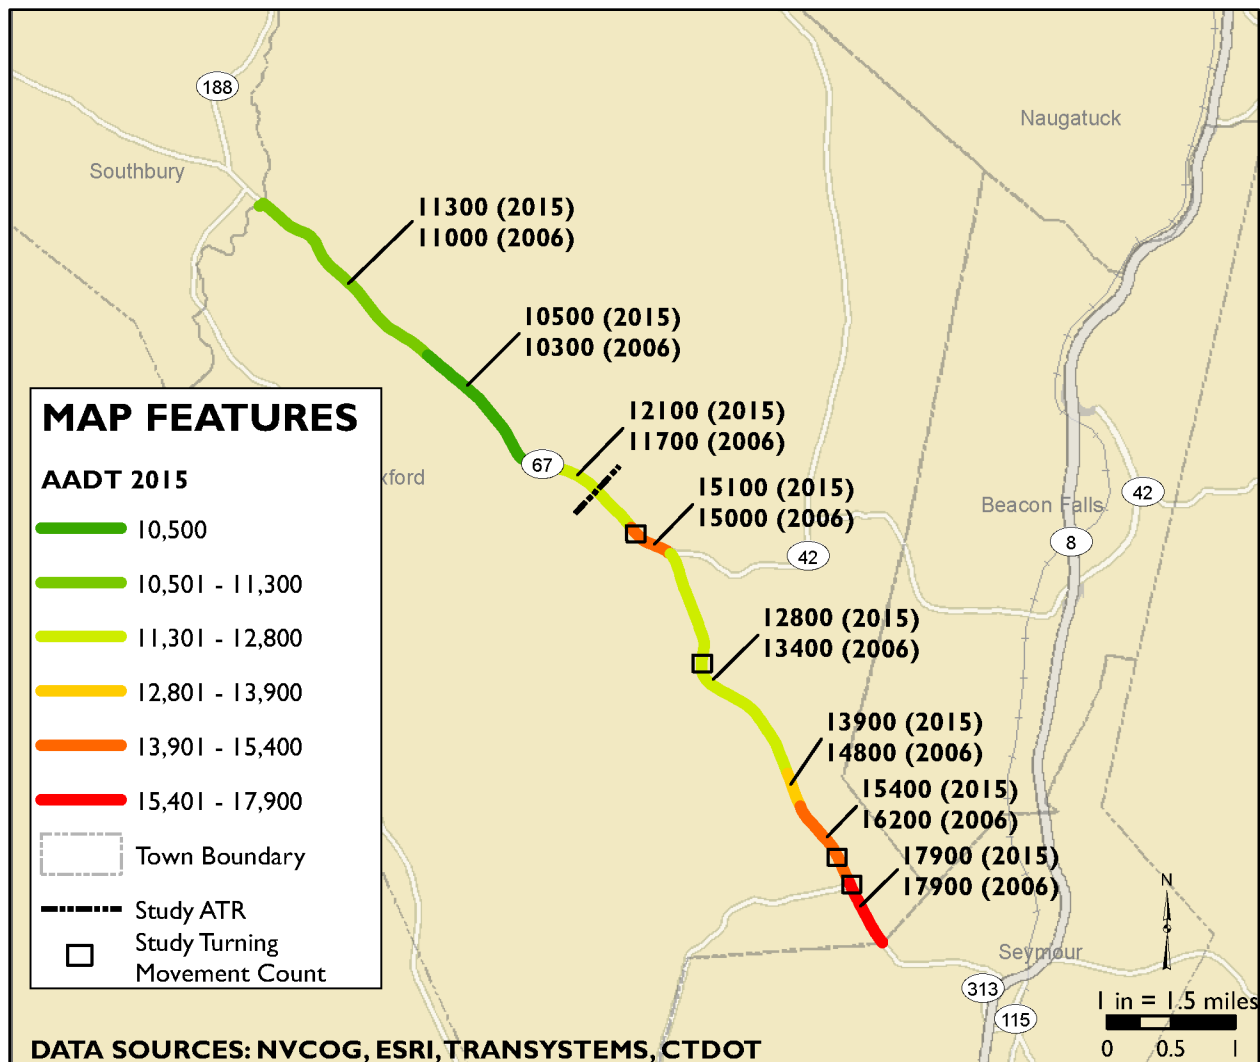 188
Naugatuck
Southbury
11300 (2015)
11000 (2006)
10500 (2015)
10300 (2006)
12100 (2015)
11700 (2006)
67
15100 (2015)
15000 (2006)
42
Beacon Falls
42
8
12800 (2015)
13400 (2006)
13900 (2015)
14800 (2006)
15400 (2015)
16200 (2006)
17900 (2015)
17900 (2006)
Seymour
313
115
MAP FEATURES
AADT 2015
10,500
10,501 - 11,300
11,301 - 12,800
12,801 - 13,900
13,901 - 15,400
15,401 - 17,900
Town Boundary
Study ATR
Study Turning
Movement Count
xford
N
1 in = 1.5 miles
0 0.5 1
DATA SOURCES: NVCOG, ESRI, TRANSYSTEMS, CTDOT